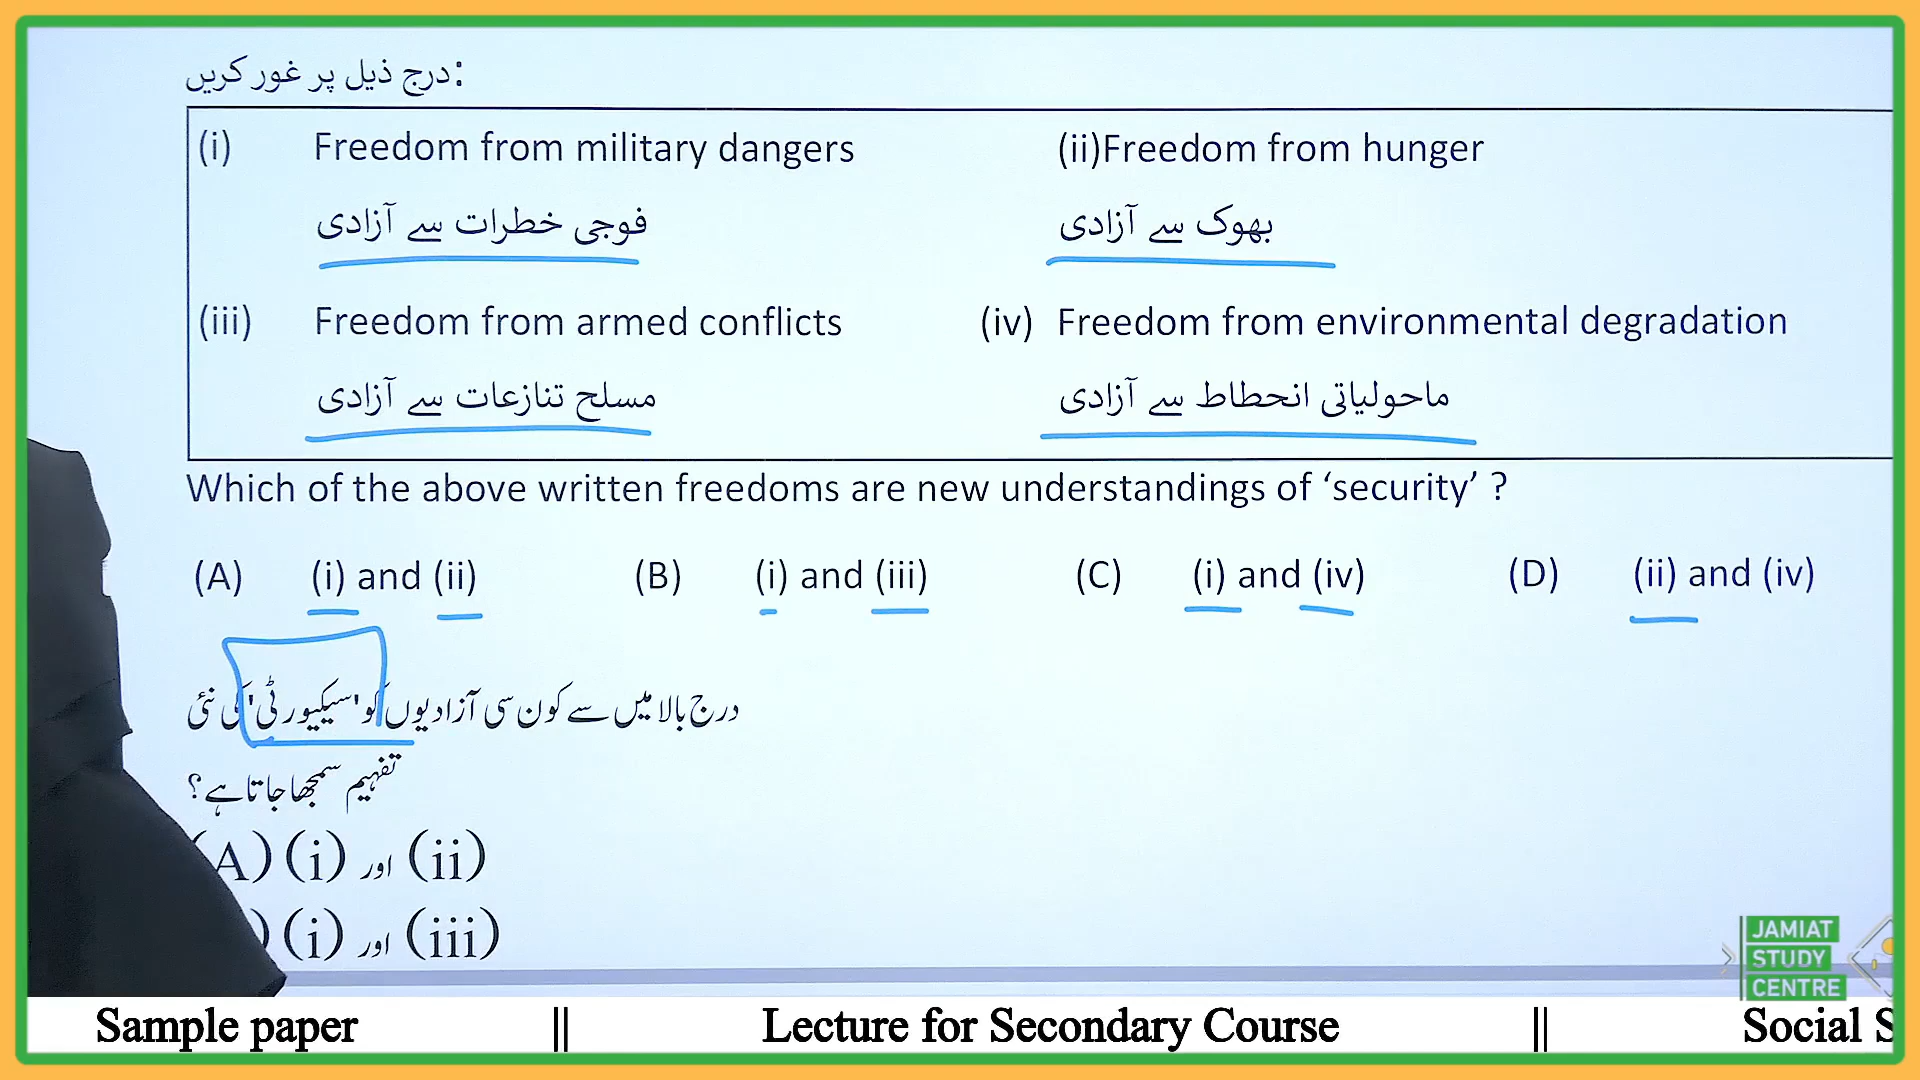 درج ذیل پر غور کریں:
(i) Freedom from military dangers (ii)Freedom from hunger
فوجی خطرات سے آزادی بھوک سے آزادی
(iii) Freedom from armed conflicts (iv) Freedom from environmental degradation
مسلح تنازعات سے آزادی ماحولیاتی انحطاط سے آزادی
Which of the above written freedoms are new understandings of ‘security’ ?
(A) (i) and (ii) (B) (i) and (iii) (C) (i) and (iv) (D) (ii) and (iv)
درج بالا میں سے کون سی آزادیوں کو 'سیکیورٹی' کی نئی
تفہیم سمجھا جاتا ہے؟
A) (i) اور (ii)
) (i) اور (iii)
JAMIAT
STUDY
CENTRE
Sample paper || Lecture for Secondary Course || Social S